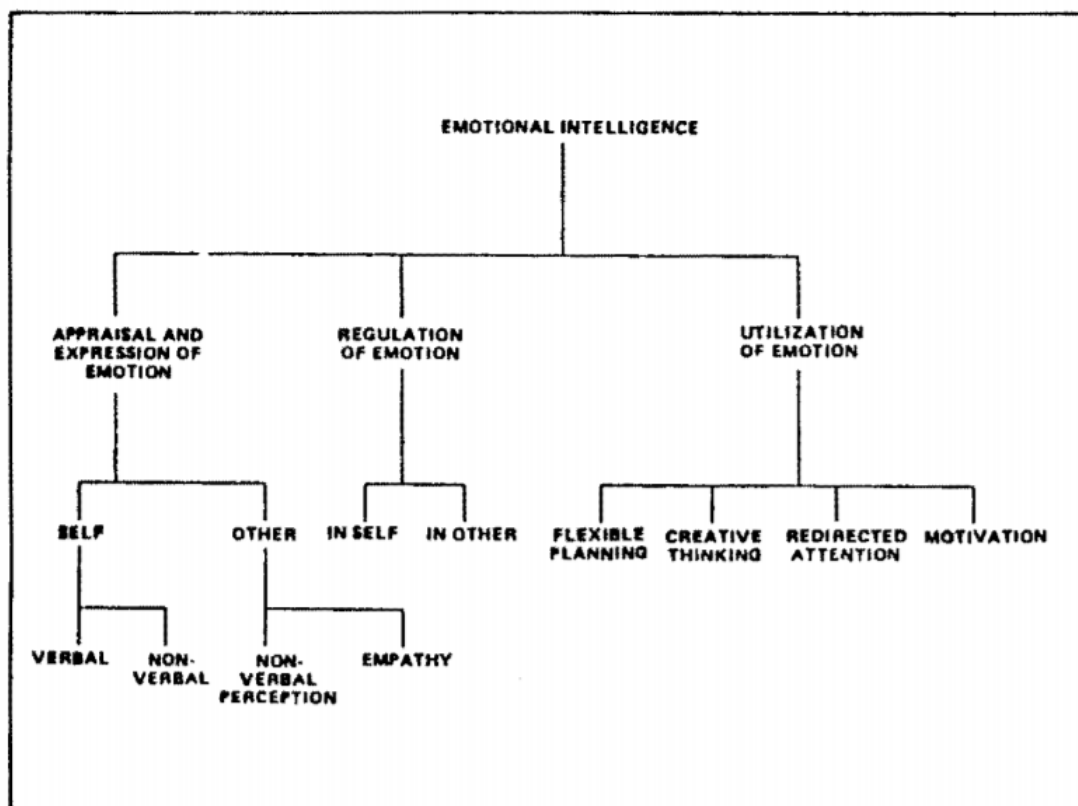 EMOTIONAL INTELLIGENCE
APPRAISAL AND
EXPRESSION OF
EMOTION
REGULATION
OF EMOTION
UTILIZATION
OF EMOTION
SELF
OTHER
IN SELF
IN OTHER
FLEXIBLE
PLANNING
CREATIVE
THINKING
REDIRECTED
ATTENTION
MOTIVATION
VERBAL
NON-
VERBAL
NON-
VERBAL
PERCEPTION
EMPATHY